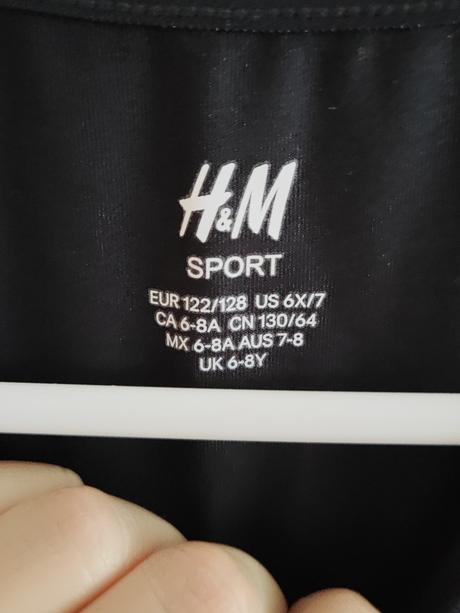 H&M
SPORT
EUR 122/128 US 6X/7
CA 6-8A CN 130/64
MX 6-8A AUS 7-8
UK 6-8Y